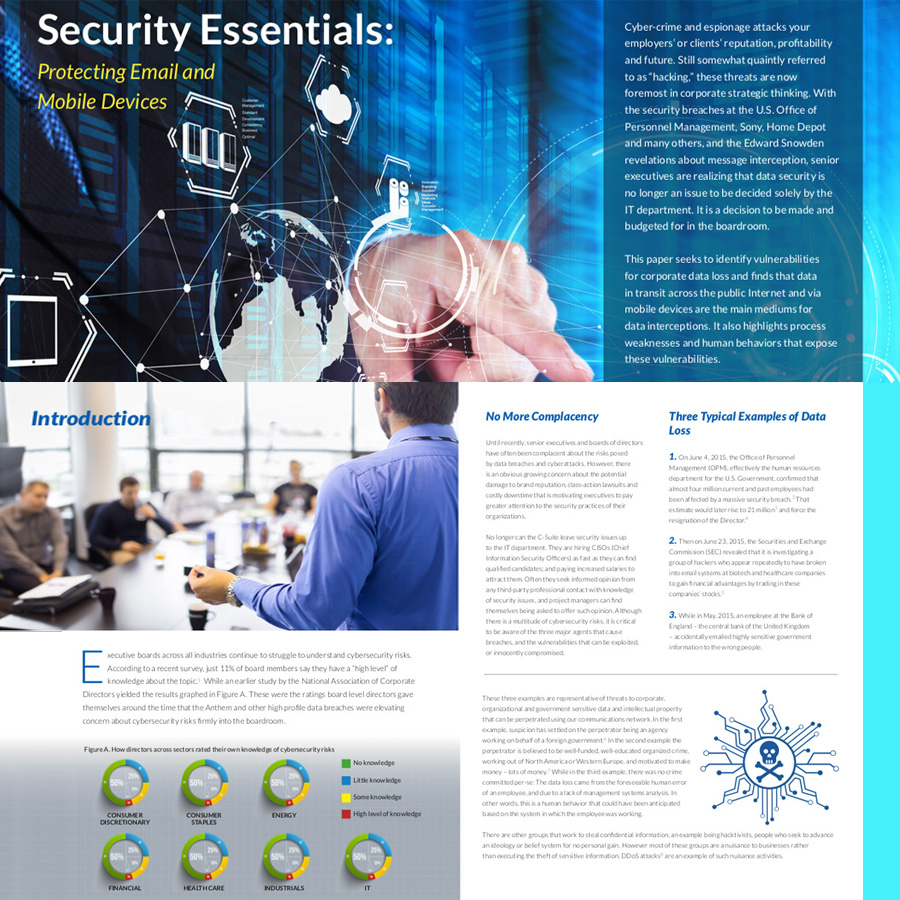 Security Essentials:
Protecting Email and
Mobile Devices
Cyber-crime and espionage attacks your
employers' or clients' reputation, profitability
and future. Still somewhat quaintly referred
to as "hacking," these threats are now
foremost in corporate strategic thinking. With
the security breaches at the U.S. Office of
Personnel Management, Sony, Home Depot
and many others, and the Edward Snowden
revelations about message interception, senior
executives are realizing that data security is
no longer an issue to be decided solely by the
IT department. It is a decision to be made and
budgeted for in the boardroom.
This paper seeks to identify vulnerabilities
for corporate data loss and finds that data
in transit across the public Internet and via
mobile devices are the main mediums for
data interceptions. It also highlights process
weaknesses and human behaviors that expose
these vulnerabilities.
Introduction
Executive boards across all industries continue to struggle to understand cybersecurity risks.
According to a recent survey, just 11% of board members say they have a "high level" of
knowledge about the topic.¹ While an earlier study by the National Association of Corporate
Directors yielded the results graphed in Figure A. These were the ratings board level directors gave
themselves around the time that the Anthem and other high profile data breaches were elevating
concern about cybersecurity risks firmly into the boardroom.
Figure A. How directors across sectors rated their own knowledge of cybersecurity risks
50% 25%
50% 25%
50% 25%
CONSUMER
DISCRETIONARY
CONSUMER
STAPLES
ENERGY
No knowledge
Little knowledge
Some knowledge
High level of knowledge
50% 25%
50% 25%
50% 25%
50% 25%
FINANCIAL
HEALTH CARE
INDUSTRIALS
IT
No More Complacency
Until recently, senior executives and boards of directors
have often been complacent about the risks posed
by data breaches and cyberattacks. However, there
is an obvious growing concern about the potential
damage to brand reputation, class-action lawsuits and
costly downtime that is motivating executives to pay
greater attention to the security practices of their
organizations.
No longer can the C-Suite leave security issues up
to the IT department. They are hiring CISOs (Chief
Information Security Officers) as fast as they can find
qualified candidates; and paying increased salaries to
attract them. Often they seek informed opinion from
any third-party professional contact with knowledge
of security issues, and project managers can find
themselves being asked to offer such opinion. Although
there is a multitude of cybersecurity risks, it is critical
to be aware of the three major agents that cause
breaches, and the vulnerabilities that can be exploited,
or innocently compromised.
Three Typical Examples of Data
Loss
1. On June 4, 2015, the Office of Personnel
Management (OPM), effectively the human resources
department for the U.S. Government, confirmed that
almost four million current and past employees had
been affected by a massive security breach.² That
estimate would later rise to 21 million³ and force the
resignation of the Director.⁴
2. Then on June 23, 2015, the Securities and Exchange
Commission (SEC) revealed that it is investigating a
group of hackers who appear repeatedly to have broken
into email systems at biotech and healthcare companies
to gain financial advantages by trading in these
companies' stocks.⁵
3. While in May, 2015, an employee at the Bank of
England – the central bank of the United Kingdom
– accidentally emailed highly sensitive government
information to the wrong people.
These three examples are representative of threats to corporate,
organizational and government sensitive data and intellectual property
that can be perpetrated using our communications network. In the first
example, suspicion has settled on the perpetrator being an agency
working on behalf of a foreign government.⁶ In the second example the
perpetrator is believed to be well-funded, well-educated organized crime,
working out of North America or Western Europe, and motivated to make
money – lots of money.⁷ While in the third example, there was no crime
committed per-se. The data loss came from the foreseeable human error
of an employee, and due to a lack of management systems analysis. In
other words, this is a human behavior that could have been anticipated
based on the system in which the employee was working.
There are other groups that work to steal confidential information, an example being hacktivists, people who seek to advance
an ideology or belief system for no personal gain. However most of these groups are a nuisance to businesses rather
than executing the theft of sensitive information. DDoS attacks⁸ are an example of such nuisance activities.